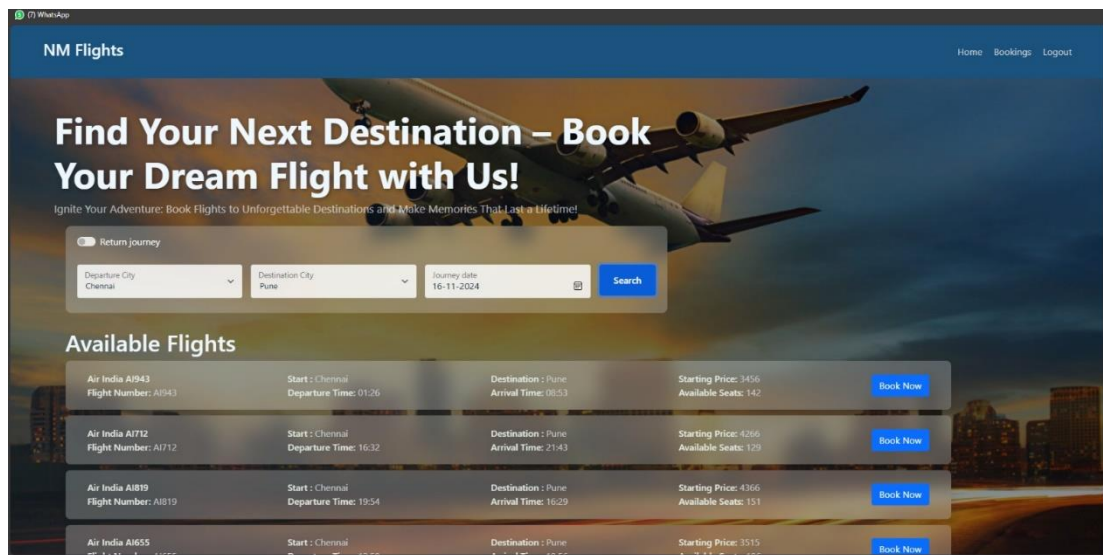 (7) WhatsApp
NM Flights
Home Bookings Logout
Find Your Next Destination – Book
Your Dream Flight with Us!
Ignite Your Adventure: Book Flights to Unforgettable Destinations and Make Memories That Last a Lifetime!
Return journey
Departure City Destination City Journey date
Chennai Pune 16-11-2024 Search
Available Flights
Air India AI943 Start : Chennai Destination : Pune Starting Price: 3456
Flight Number: AI943 Departure Time: 01:26 Arrival Time: 08:53 Available Seats: 142
Book Now
Air India AI712 Start : Chennai Destination : Pune Starting Price: 4266
Flight Number: AI712 Departure Time: 16:32 Arrival Time: 21:43 Available Seats: 129
Book Now
Air India AI819 Start : Chennai Destination : Pune Starting Price: 4366
Flight Number: AI819 Departure Time: 19:54 Arrival Time: 16:29 Available Seats: 151
Book Now
Air India AI655 Start : Chennai Destination : Pune Starting Price: 3515
Book Now